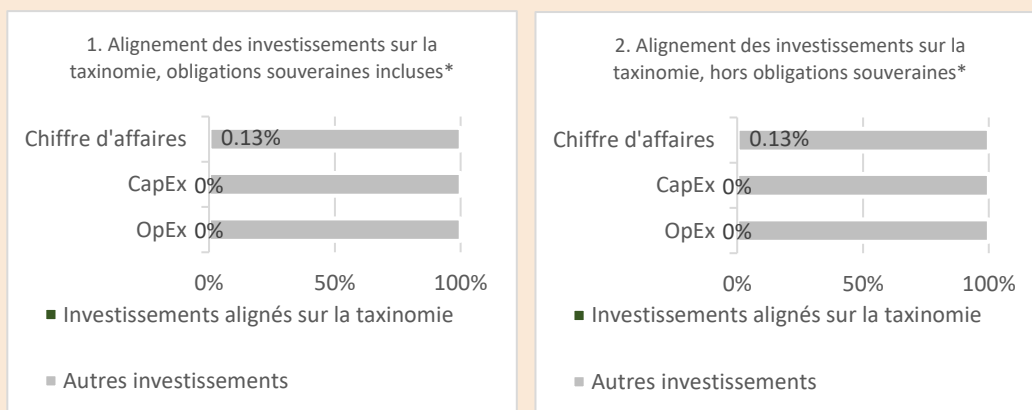 1. Alignement des investissements sur la
taxinomie, obligations souveraines incluses*
Chiffre d'affaires
0.13%
CapEx
0%
OpEx
0%
0%
50%
100%
Investissements alignés sur la taxinomie
Autres investissements
2. Alignement des investissements sur la
taxinomie, hors obligations souveraines*
Chiffre d'affaires
0.13%
CapEx
0%
OpEx
0%
0%
50%
100%
Investissements alignés sur la taxinomie
Autres investissements